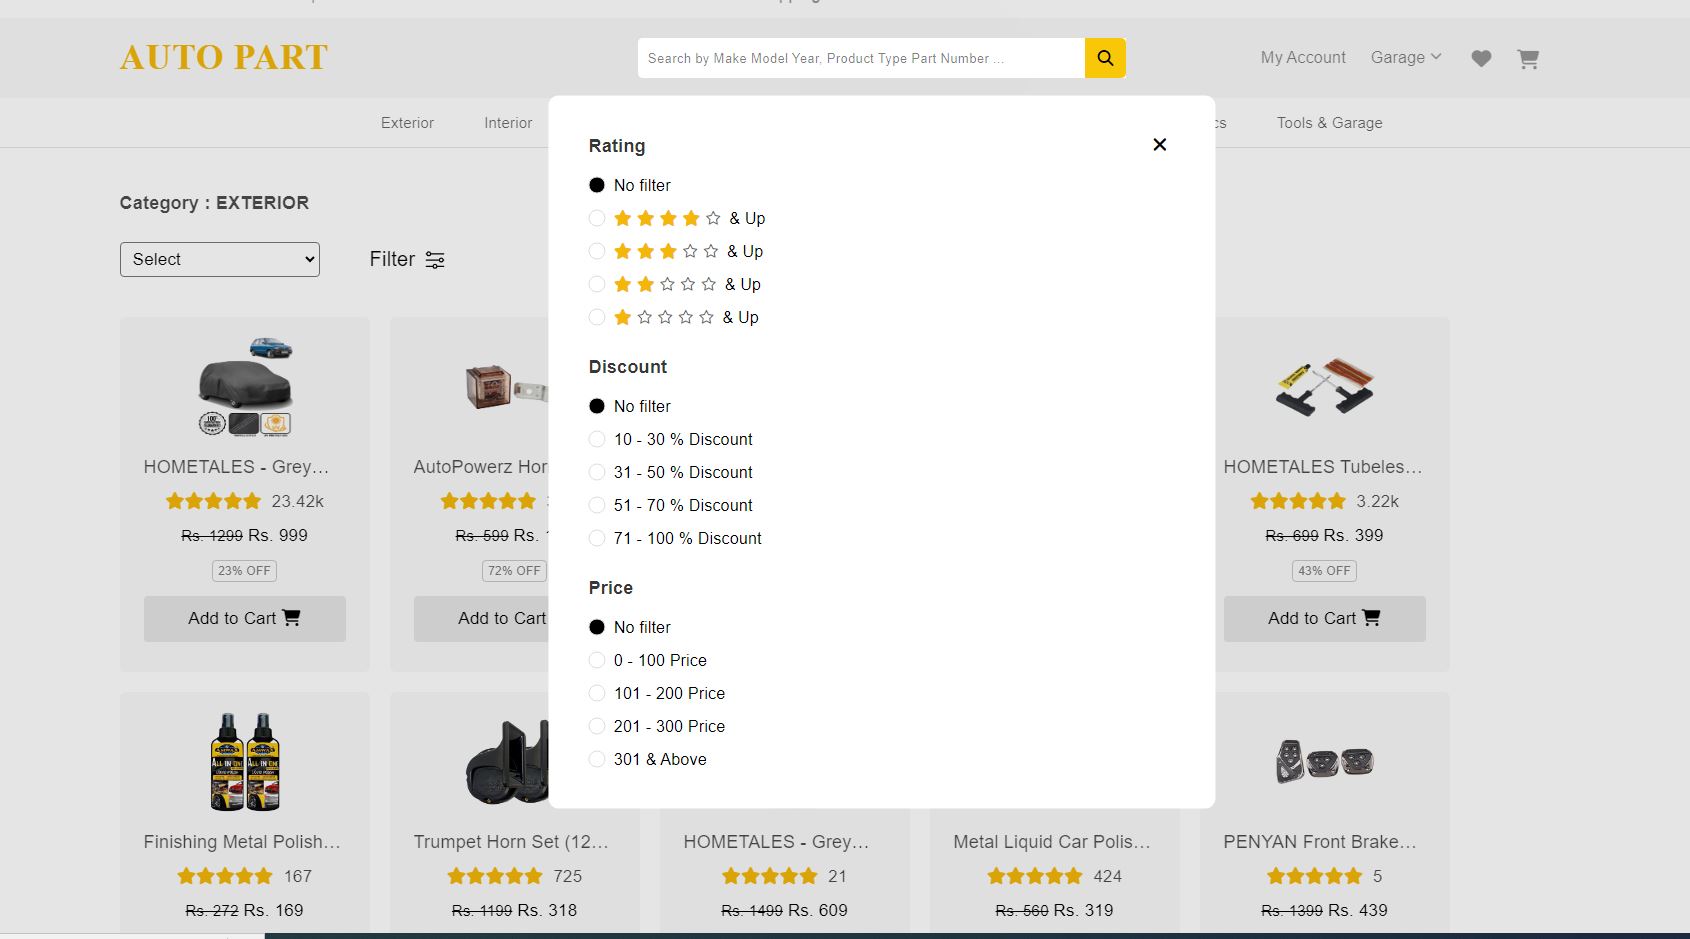 AUTO PART
Search by Make Model Year, Product Type Part Number ...
My Account
Garage
Exterior
Interior
Tools & Garage
Category : EXTERIOR
Select
Filter
Rating
No filter
& Up
& Up
& Up
& Up
Discount
No filter
10 - 30 % Discount
31 - 50 % Discount
51 - 70 % Discount
71 - 100 % Discount
Price
No filter
0 - 100 Price
101 - 200 Price
201 - 300 Price
301 & Above
HOMETALES - Grey...
23.42k
Rs. 1299 Rs. 999
23% OFF
Add to Cart
AutoPowerz
Rs. 599 Rs.
72% OFF
Add to Cart
HOMETALES Tubeles...
3.22k
Rs. 699 Rs. 399
43% OFF
Add to Cart
ALL IN ONE
ALL IN ONE
Finishing Metal Polish...
167
Rs. 272 Rs. 169
Trumpet Horn Set (12...
725
Rs. 1199 Rs. 318
HOMETALES - Grey...
21
Rs. 1499 Rs. 609
Metal Liquid Car Polis...
424
Rs. 560 Rs. 319
PENYAN Front Brake...
5
Rs. 1399 Rs. 439